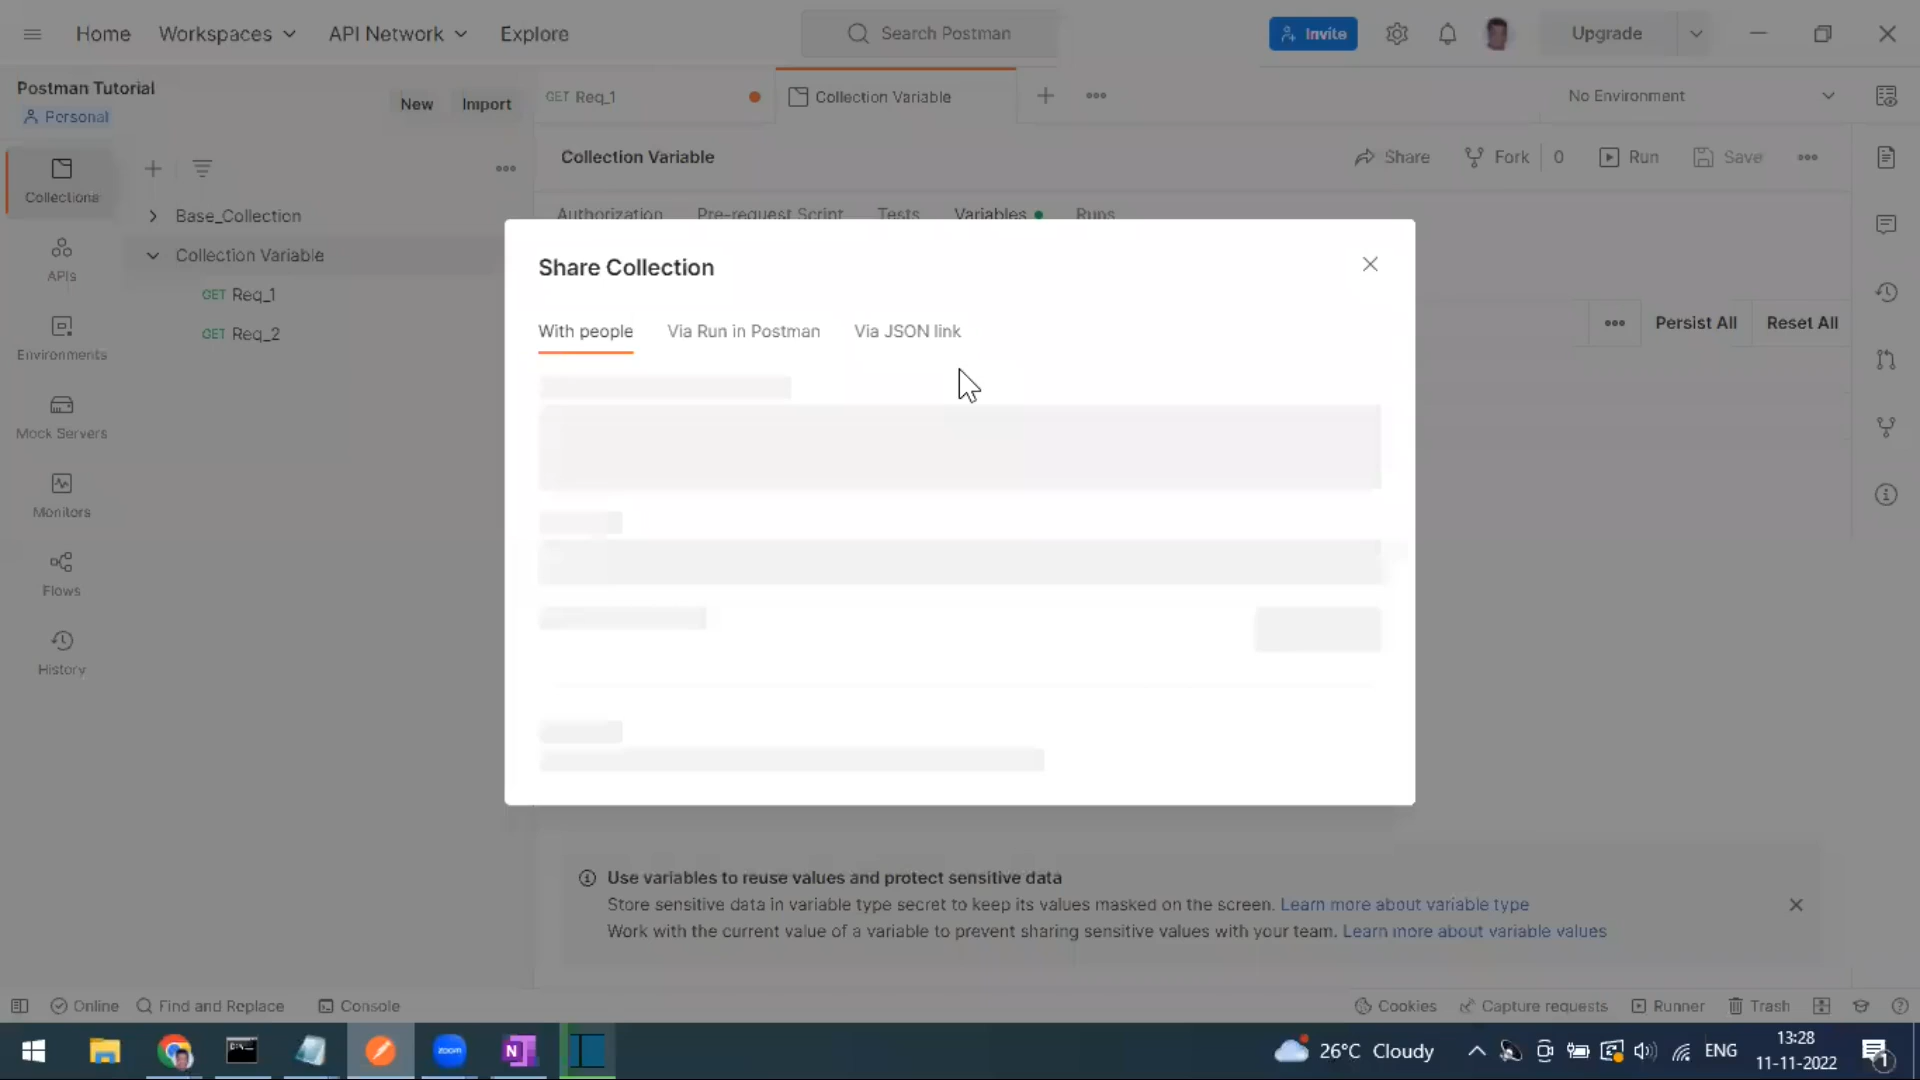 Home
Workspaces
API Network
Explore
Search Postman
Invite
Upgrade
Postman Tutorial
Personal
New
Import
GET Req_1
Collection Variable
No Environment
Collections
APIs
Environments
Mock Servers
Monitors
Flows
History
Base_Collection
Collection Variable
GET Req_1
GET Req_2
Collection Variable
Share
Fork
0
Run
Save
Authorization
Pre-request Script
Tests
Variables
Runs
Persist All
Reset All
Share Collection
With people
Via Run in Postman
Via JSON link
Use variables to reuse values and protect sensitive data
Store sensitive data in variable type secret to keep its values masked on the screen. Learn more about variable type
Work with the current value of a variable to prevent sharing sensitive values with your team. Learn more about variable values
Online
Find and Replace
Console
Cookies
Capture requests
Runner
Trash
zoom
N
26°C Cloudy
ENG
13:28
11-11-2022
1